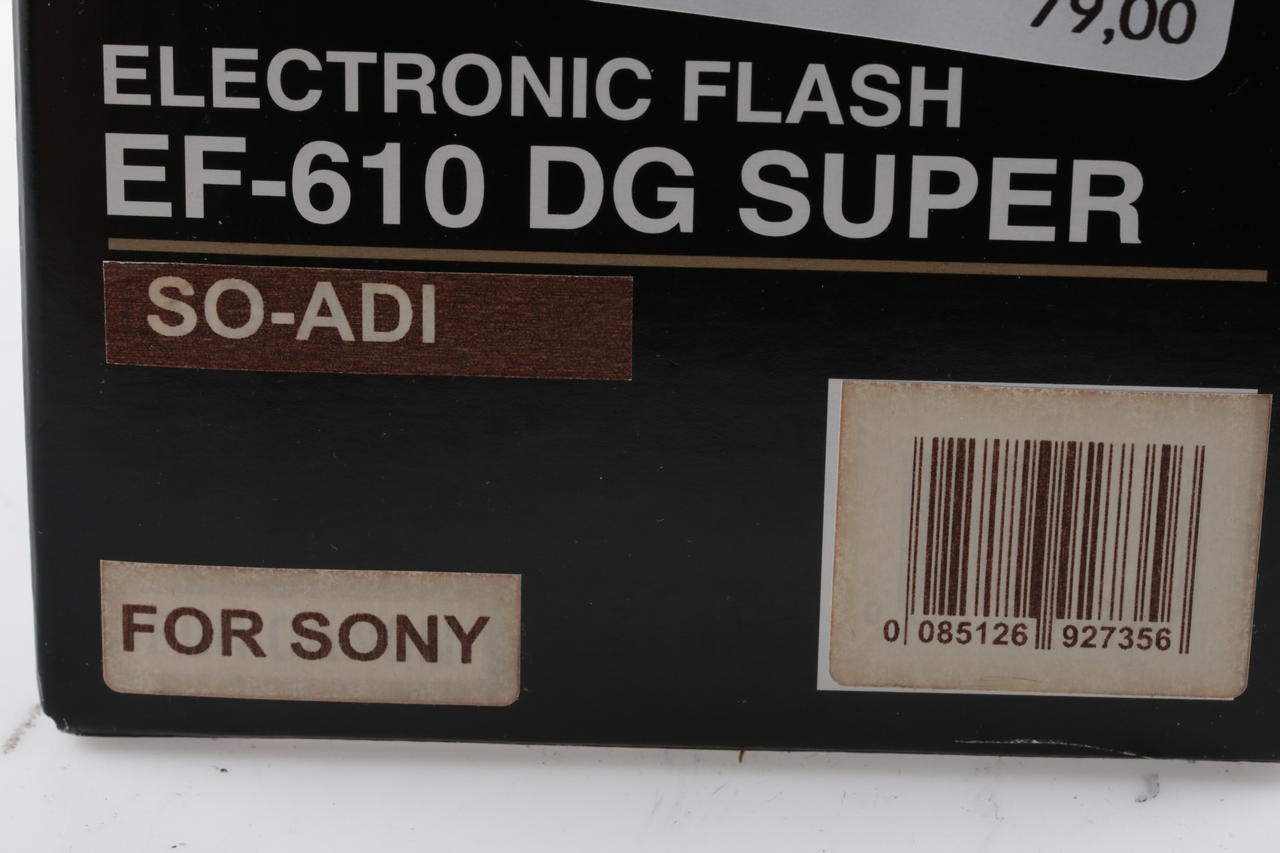 79,00
ELECTRONIC FLASH
EF-610 DG SUPER
SO-ADI
FOR SONY
0 085126 927356